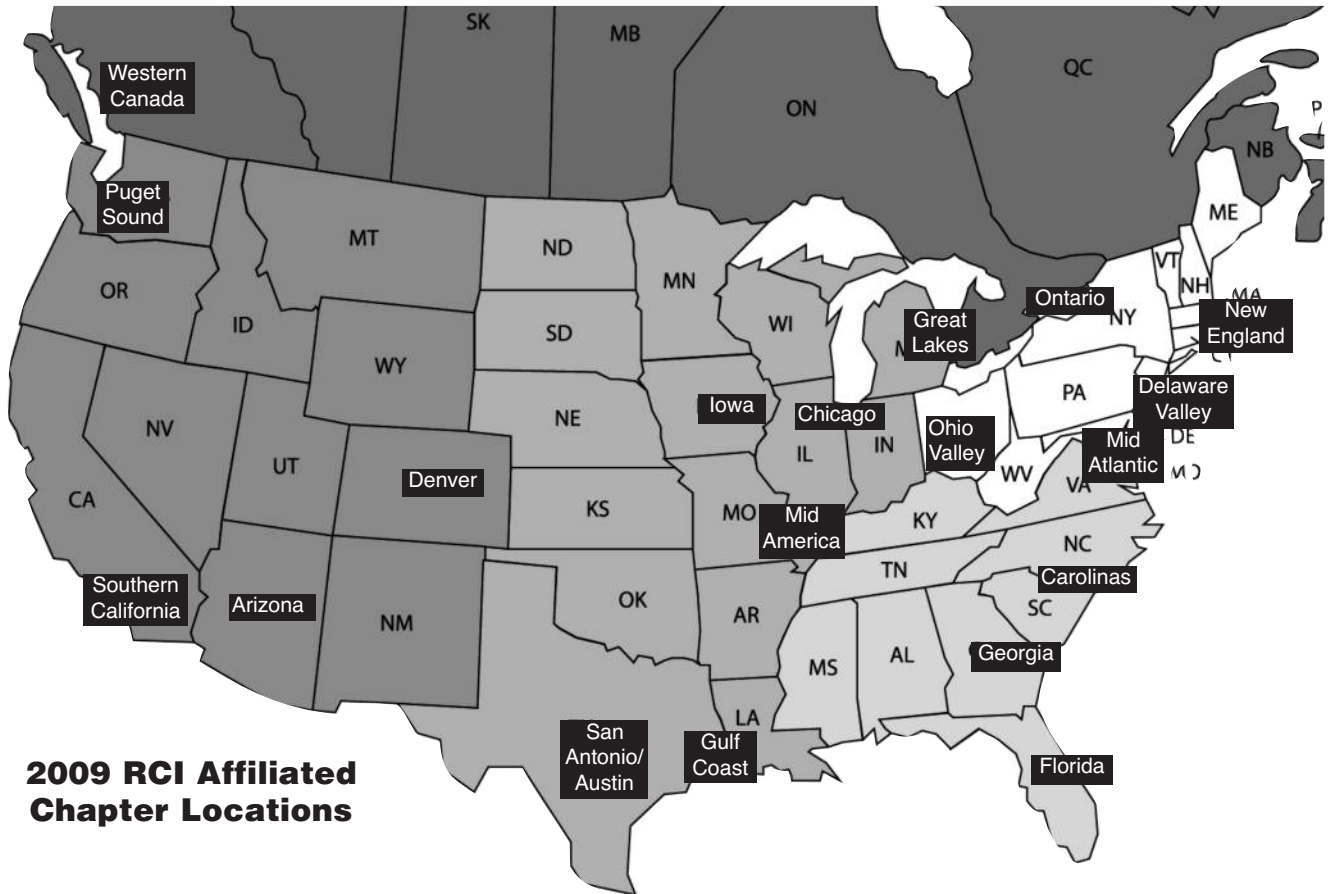 SK
MB
QC
ON
Western
Canada
NB
Puget
Sound
ME
MT
ND
VT
MN
NH
OR
MA
Ontario
New
England
NY
WI
Great
Lakes
ID
SD
WY
PA
Delaware
Valley
Iowa
Chicago
NE
NV
Ohio
Valley
IN
Mid
Atlantic
DE
IL
UT
Denver
WV
CA
VA
KS
MO
Mid
America
KY
NC
TN
Carolinas
Southern
California
Arizona
OK
SC
NM
AR
Georgia
MS
AL
LA
San
Antonio/
Austin
Gulf
Coast
Florida
2009 RCI Affiliated
Chapter Locations